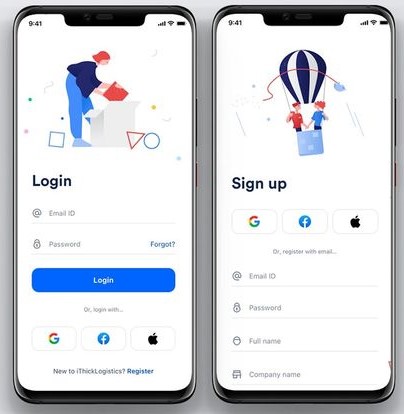 9:41
Login
Email ID
Password
Forgot?
Login
Or, login with...
New to iThickLogistics? Register
9:41
Sign up
Or, register with email...
Email ID
Password
Full name
Company name